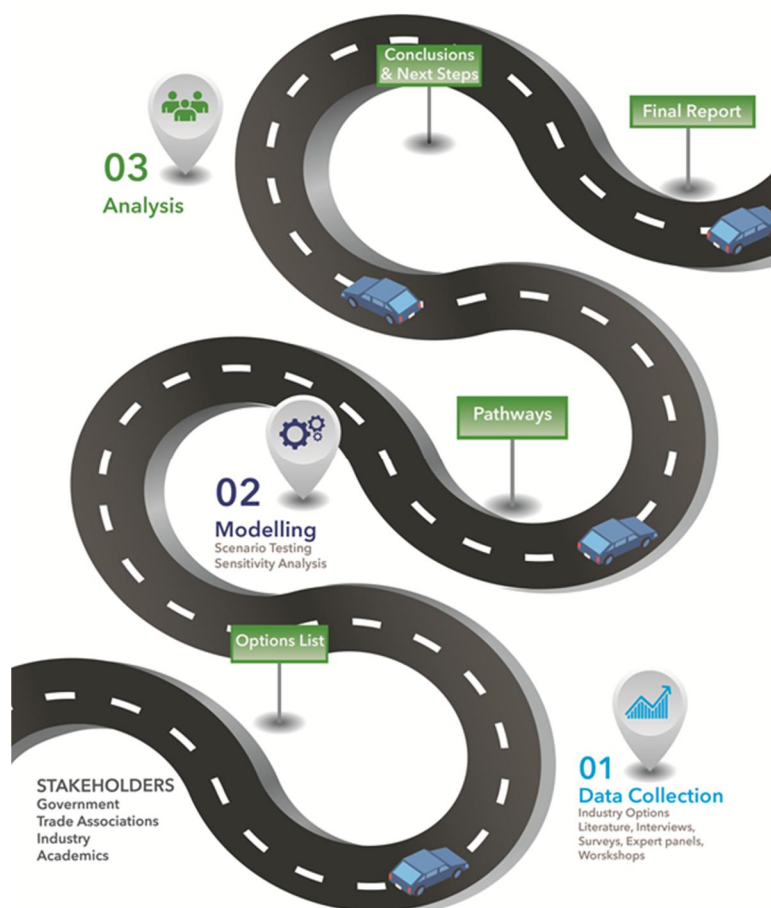 Conclusions
& Next Steps
Final Report
03
Analysis
Pathways
02
Modelling
Scenario Testing
Sensitivity Analysis
Options List
STAKEHOLDERS
Government
Trade Associations
Industry
Academics
01
Data Collection
Industry Options
Literature, Interviews,
Surveys, Expert panels,
Worskshops